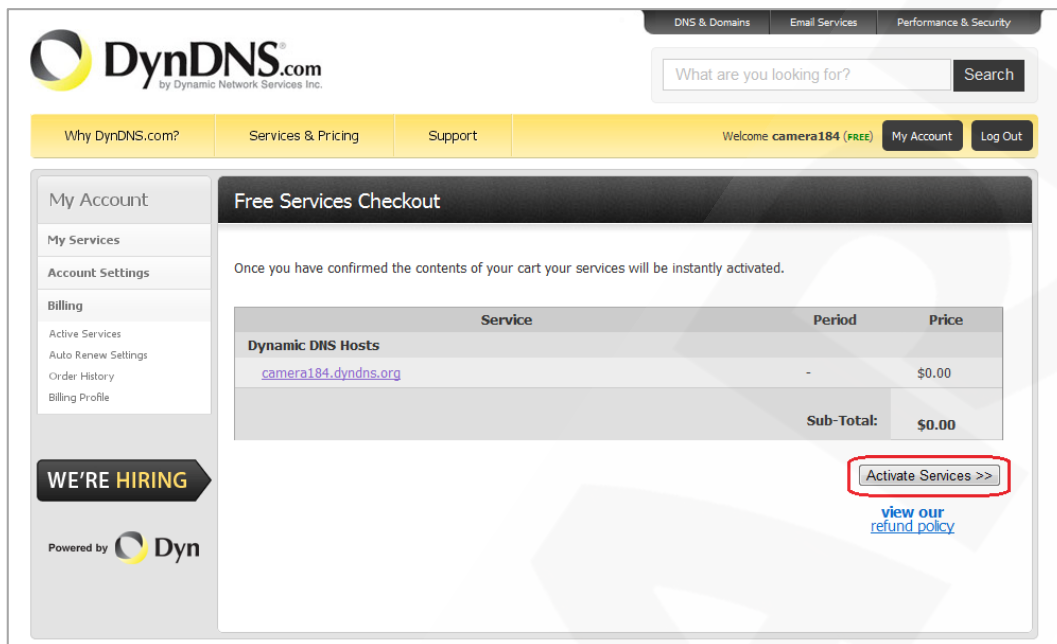 DNS & Domains Email Services Performance & Security
DynDNS.com
by Dynamic Network Services Inc.
What are you looking for? Search
Why DynDNS.com? Services & Pricing Support Welcome camera184 (FREE) My Account Log Out
My Account
My Services
Account Settings
Billing
Active Services
Auto Renew Settings
Order History
Billing Profile
WE'RE HIRING
Powered by Dyn
Free Services Checkout
Once you have confirmed the contents of your cart your services will be instantly activated.
Service Period Price
Dynamic DNS Hosts
camera184.dyndns.org - $0.00
Sub-Total: $0.00
Activate Services >>
view our
refund policy